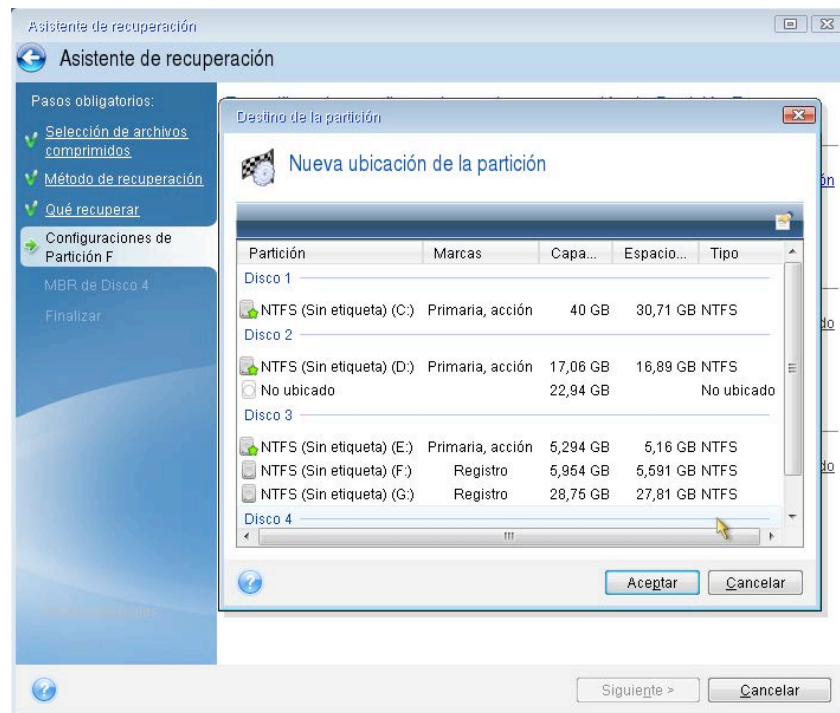 Asistente de recuperación
Asistente de recuperación
Pasos obligatorios:
Selección de archivos
comprimidos
Método de recuperación
Qué recuperar
Configuraciones de
Partición F
MBR de Disco 4
Finalizar
Destino de la partición
Nueva ubicación de la partición
Partición Marcas Capa... Espacio... Tipo
Disco 1
NTFS (Sin etiqueta) (C:) Primaria, acción 40 GB 30,71 GB NTFS
Disco 2
NTFS (Sin etiqueta) (D:) Primaria, acción 17,06 GB 16,89 GB NTFS
No ubicado 22,94 GB No ubicado
Disco 3
NTFS (Sin etiqueta) (E:) Primaria, acción 5,294 GB 5,16 GB NTFS
NTFS (Sin etiqueta) (F:) Registro 5,954 GB 5,591 GB NTFS
NTFS (Sin etiqueta) (G:) Registro 28,75 GB 27,81 GB NTFS
Disco 4
Aceptar Cancelar
Siguiente > Cancelar